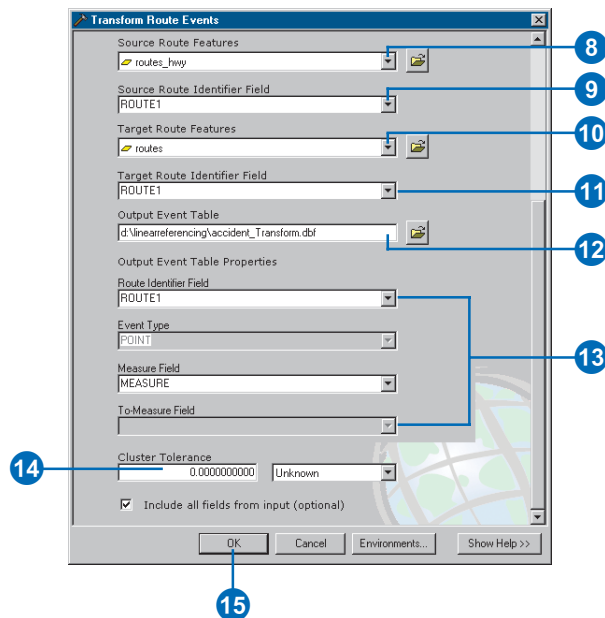 Transform Route Events
Source Route Features
routes_hwy
8
Source Route Identifier Field
9
ROUTE1
Target Route Features
10
routes
Target Route Identifier Field
ROUTE1
11
Output Event Table
d:\linearreferencing\accident_Transform.dbf
12
Output Event Table Properties
Route Identifier Field
ROUTE1
Event Type
POINT
13
Measure Field
MEASURE
To-Measure Field
Cluster Tolerance
14
0.0000000000 Unknown
Include all fields from input (optional)
OK Cancel Environments... Show Help >>
15